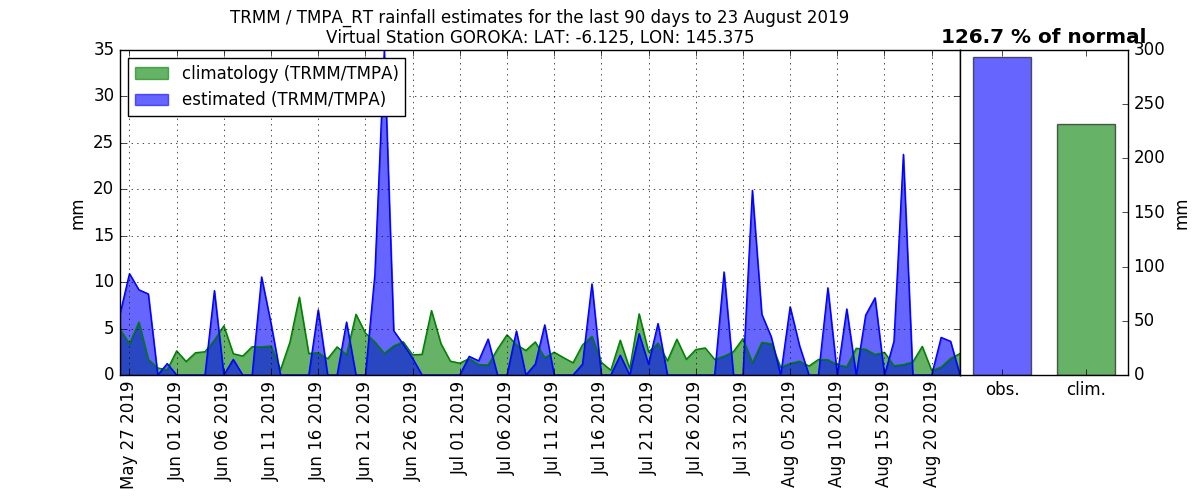 TRMM / TMPA_RT rainfall estimates for the last 90 days to 23 August 2019
Virtual Station GOROKA: LAT: -6.125, LON: 145.375
126.7 % of normal
climatology (TRMM/TMPA)
estimated (TRMM/TMPA)
35
30
25
20
15
10
5
0
mm
May 27 2019
Jun 01 2019
Jun 06 2019
Jun 11 2019
Jun 16 2019
Jun 21 2019
Jun 26 2019
Jul 01 2019
Jul 06 2019
Jul 11 2019
Jul 16 2019
Jul 21 2019
Jul 26 2019
Jul 31 2019
Aug 05 2019
Aug 10 2019
Aug 15 2019
Aug 20 2019
obs.
clim.
300
250
200
150
100
50
0
mm